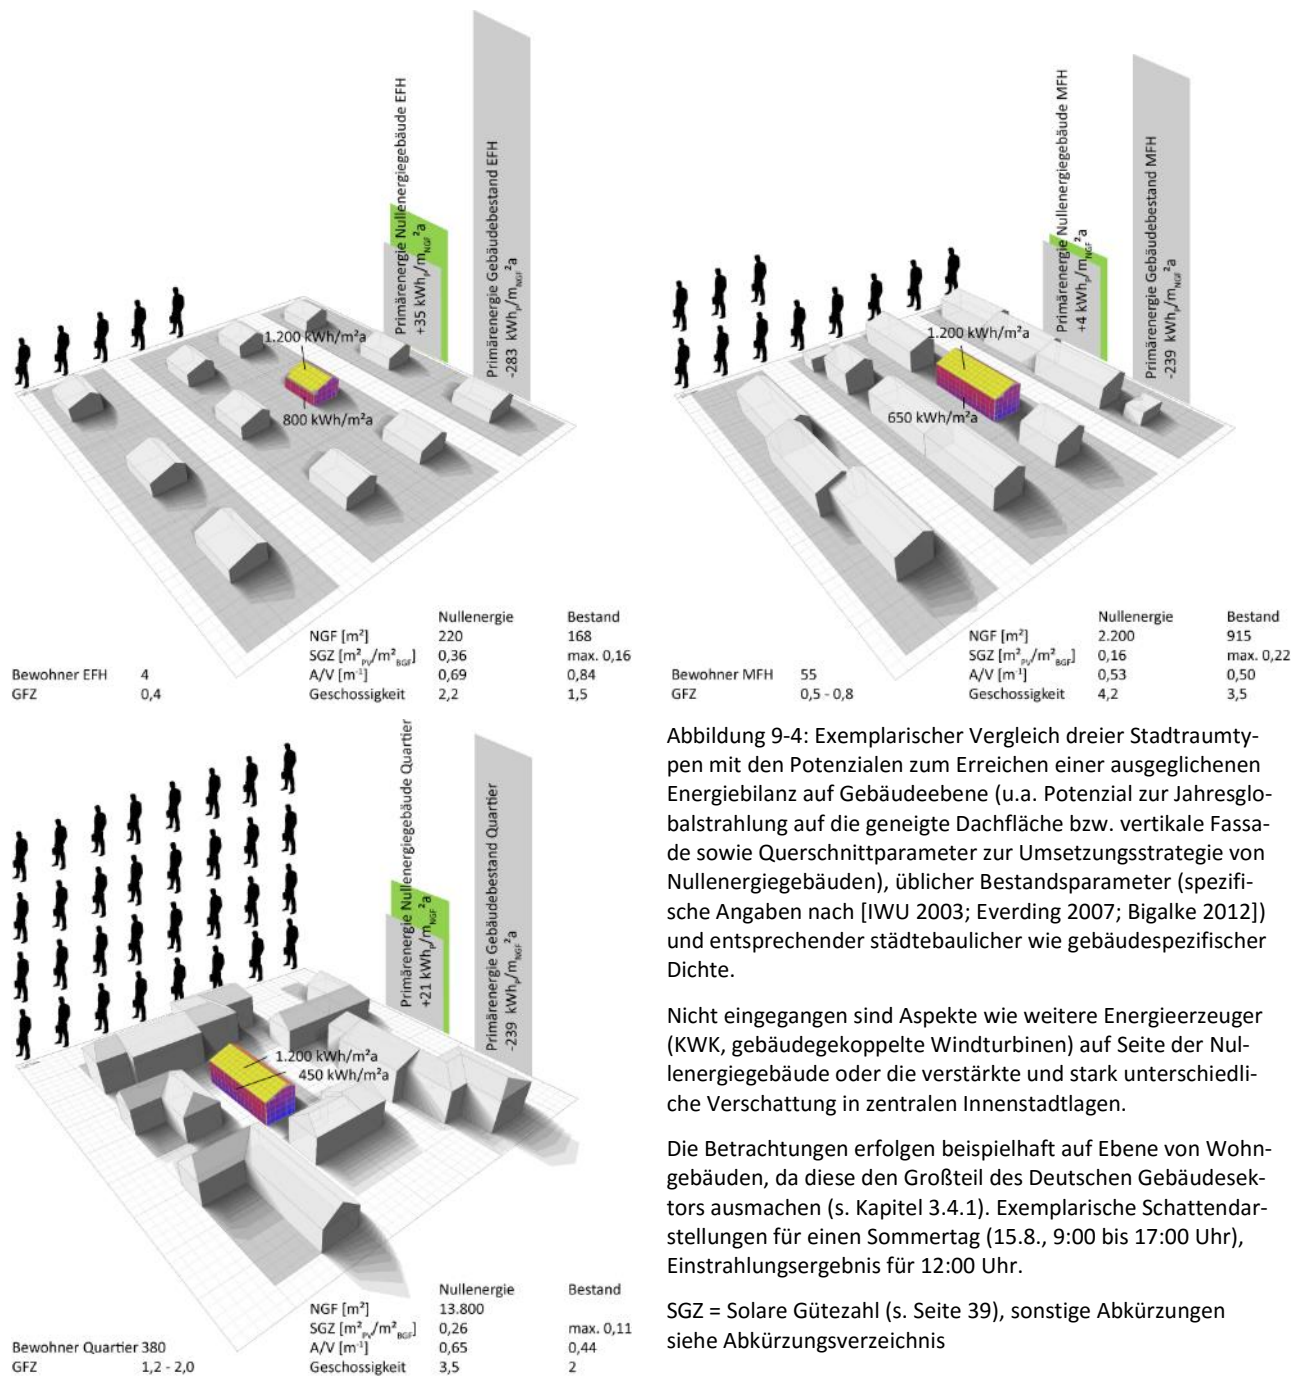 Primärenergie Nullenergiegebäude EFH
+35 kWhₚ/m_NGF²a
Primärenergie Gebäudebestand EFH
-283 kWhₚ/m_NGF²a
1.200 kWh/m²a
800 kWh/m²a
Nullenergie Bestand
NGF [m²] 220 168
SGZ [m²_PV/m²_BGF] 0,36 max. 0,16
Bewohner EFH 4 A/V [m⁻¹] 0,69 0,84
GFZ 0,4 Geschossigkeit 2,2 1,5
Primärenergie Nullenergiegebäude MFH
+4 kWhₚ/m_NGF²a
Primärenergie Gebäudebestand MFH
-239 kWhₚ/m_NGF²a
1.200 kWh/m²a
650 kWh/m²a
Nullenergie Bestand
NGF [m²] 2.200 915
SGZ [m²_PV/m²_BGF] 0,16 max. 0,22
Bewohner MFH 55 A/V [m⁻¹] 0,53 0,50
GFZ 0,5 - 0,8 Geschossigkeit 4,2 3,5
Primärenergie Nullenergiegebäude Quartier
+21 kWhₚ/m_NGF²a
Primärenergie Gebäudebestand Quartier
-239 kWhₚ/m_NGF²a
1.200 kWh/m²a
450 kWh/m²a
Nullenergie Bestand
NGF [m²] 13.800
SGZ [m²_PV/m²_BGF] 0,26 max. 0,11
Bewohner Quartier 380 A/V [m⁻¹] 0,65 0,44
GFZ 1,2 - 2,0 Geschossigkeit 3,5 2
Abbildung 9-4: Exemplarischer Vergleich dreier Stadtraumty-
pen mit den Potenzialen zum Erreichen einer ausgeglichenen
Energiebilanz auf Gebäudeebene (u.a. Potenzial zur Jahresglo-
balstrahlung auf die geneigte Dachfläche bzw. vertikale Fassa-
de sowie Querschnittparameter zur Umsetzungsstrategie von
Nullenergiegebäuden), üblicher Bestandsparameter (spezifi-
sche Angaben nach [IWU 2003; Everding 2007; Bigalke 2012])
und entsprechender städtebaulicher wie gebäudespezifischer
Dichte.
Nicht eingegangen sind Aspekte wie weitere Energieerzeuger
(KWK, gebäudegekoppelte Windturbinen) auf Seite der Nul-
lenergiegebäude oder die verstärkte und stark unterschiedli-
che Verschattung in zentralen Innenstadtlagen.
Die Betrachtungen erfolgen beispielhaft auf Ebene von Wohn-
gebäuden, da diese den Großteil des Deutschen Gebäudesek-
tors ausmachen (s. Kapitel 3.4.1). Exemplarische Schattendar-
stellungen für einen Sommertag (15.8., 9:00 bis 17:00 Uhr),
Einstrahlungsergebnis für 12:00 Uhr.
SGZ = Solare Gütezahl (s. Seite 39), sonstige Abkürzungen
siehe Abkürzungsverzeichnis